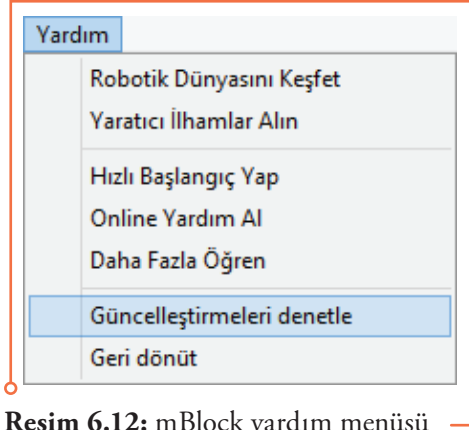 Yardım
Robotik Dünyasını Keşfet
Yaratıcı İlhamlar Alın
Hızlı Başlangıç Yap
Online Yardım Al
Daha Fazla Öğren
Güncelleştirmeleri denetle
Geri dönüt
Resim 6.12: mBlock yardım menüsü